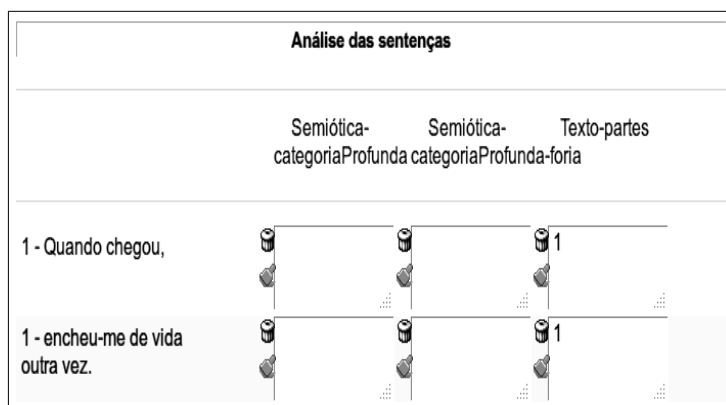 Análise das sentenças
Semiótica- Semiótica- Texto-partes
categoriaProfunda categoriaProfunda-foria
1 - Quando chegou, 1
1 - encheu-me de vida 1
outra vez.